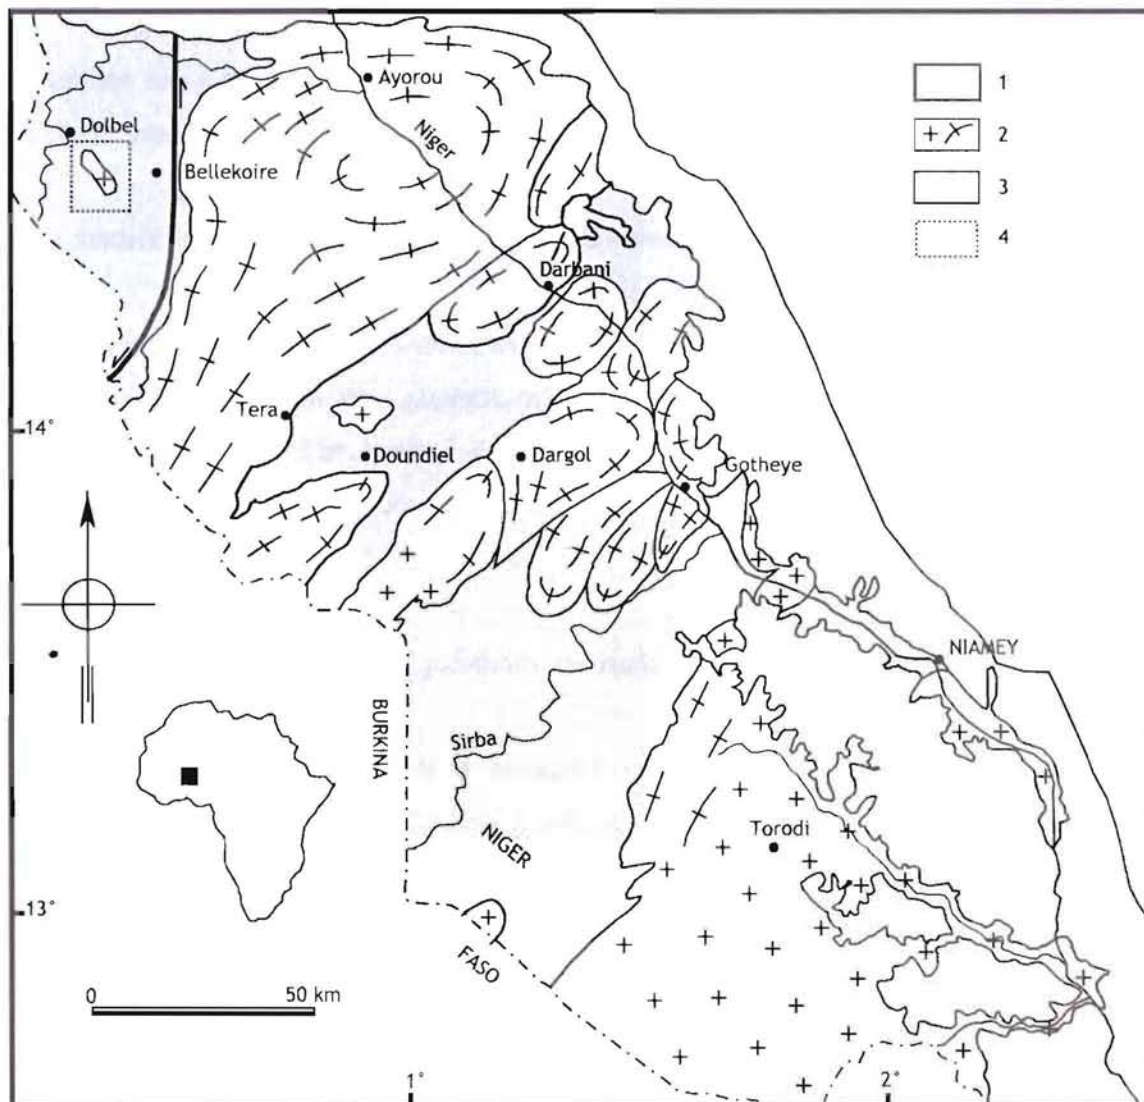 Ayorou
1
Niger
2
Dolbel
Bellekoire
3
4
Darbani
Tera
14°
Doundiel
Dargol
Gotheye
NIAMEY
BURKINA
Sirba
NIGER
Torodi
13°
FASO
0 50 km
1°
2°